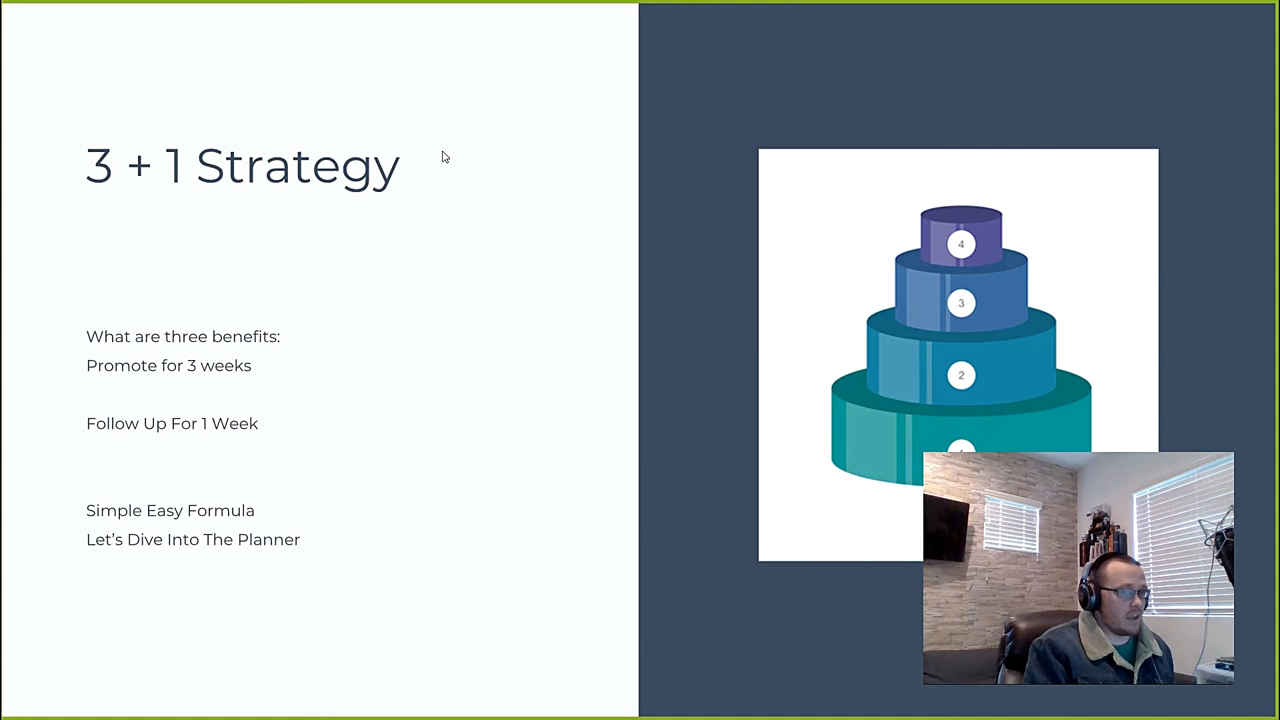 3 + 1 Strategy
What are three benefits:
Promote for 3 weeks
Follow Up For 1 Week
Simple Easy Formula
Let's Dive Into The Planner
4
3
2